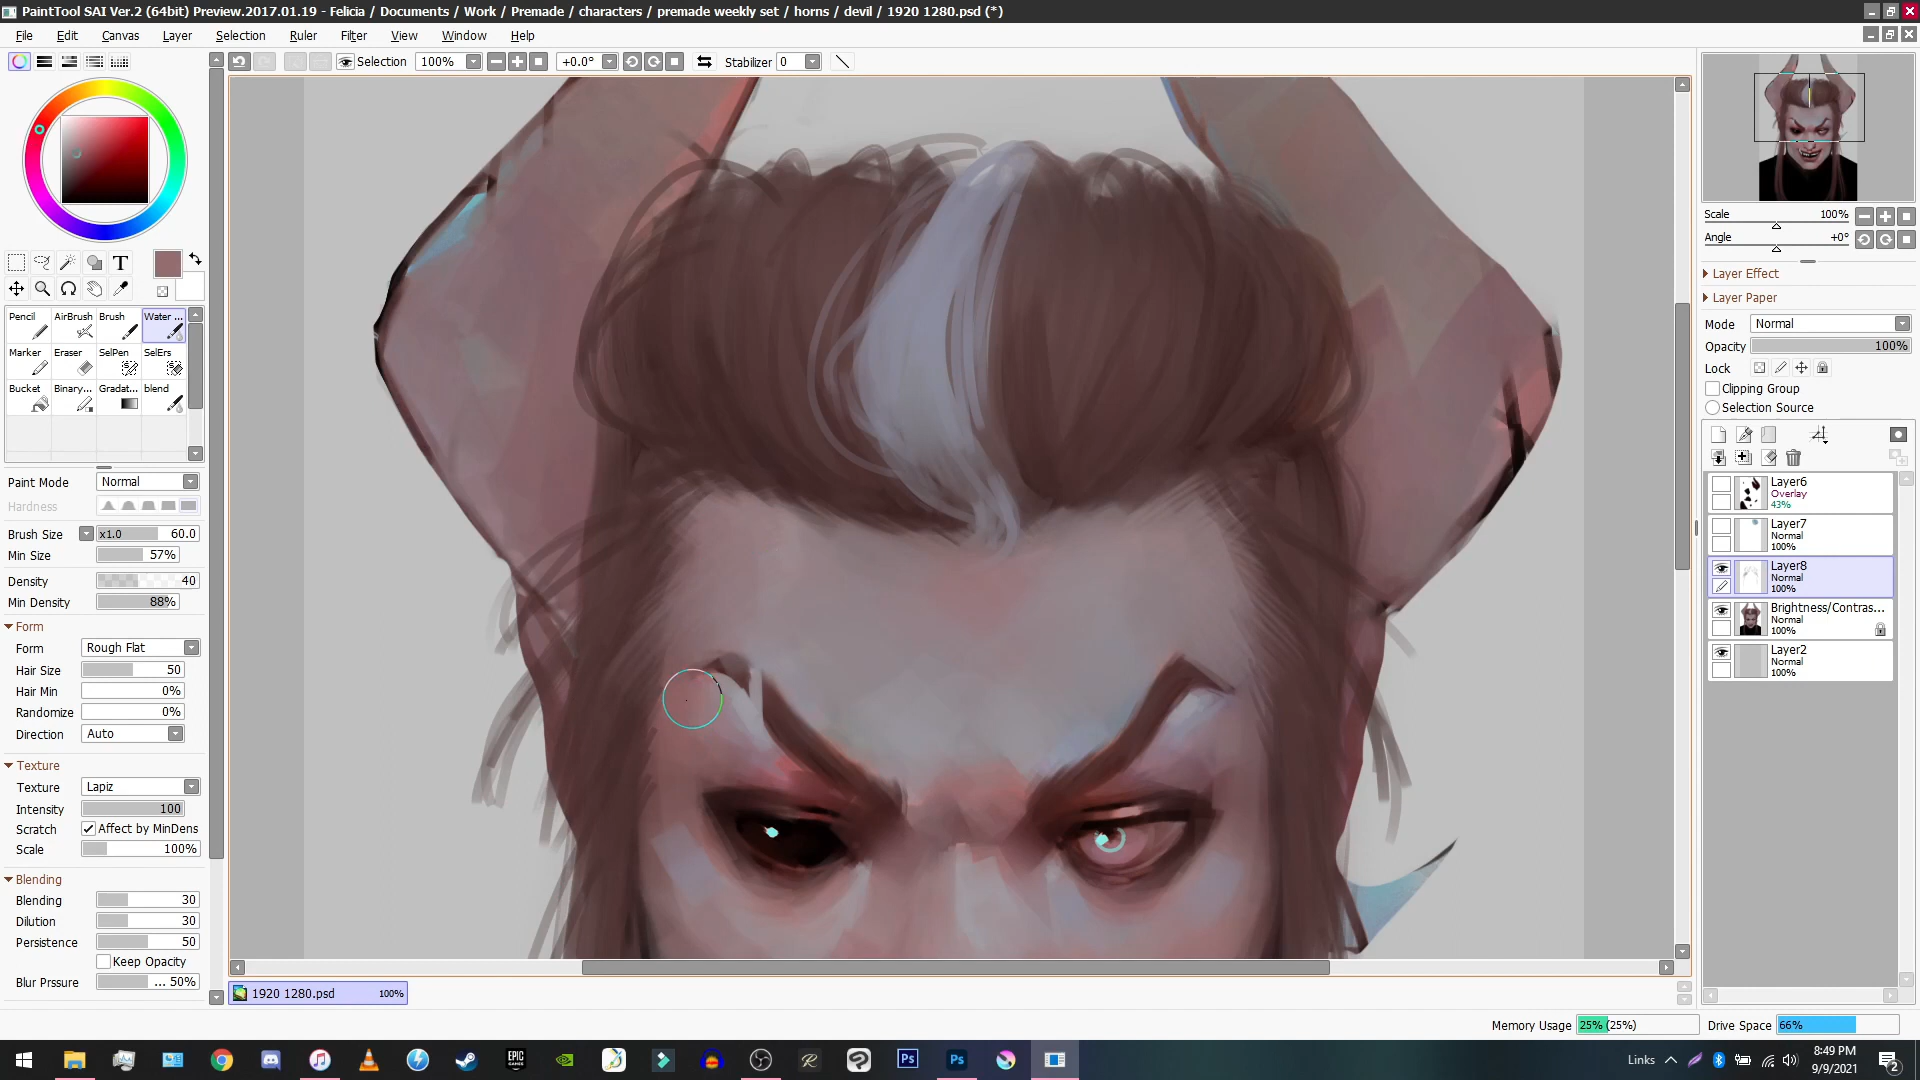 PaintTool SAI Ver.2 (64bit) Preview.2017.01.19 - Felicia / Documents / Work / Premade / characters / premade weekly set / horns / devil / 1920 1280.psd (*)
File Edit Canvas Layer Selection Ruler Filter View Window Help
Selection 100% +0.0° Stabilizer 0
T
Pencil AirBrush Brush Water ...
Marker Eraser SelPen SelErs
Bucket Binary... Gradat... blend
Paint Mode Normal
Hardness
Brush Size x1.0 60.0
Min Size 57%
Density 40
Min Density 88%
Form
Form Rough Flat
Hair Size 50
Hair Min 0%
Randomize 0%
Direction Auto
Texture
Texture Lapiz
Intensity 100
Scratch Affect by MinDens
Scale 100%
Blending
Blending 30
Dilution 30
Persistence 50
Keep Opacity
Blur Prssure ... 50%
1920 1280.psd 100%
Scale 100%
Angle +0°
Layer Effect
Layer Paper
Mode Normal
Opacity 100%
Lock
Clipping Group
Selection Source
Layer6
Overlay
43%
Layer7
Normal
100%
Layer8
Normal
100%
Brightness/Contras...
Normal
100%
Layer2
Normal
100%
Memory Usage 25% (25%) Drive Space 66%
EPIC GAMES
Ps
Ps
Links
8:49 PM
9/9/2021
2